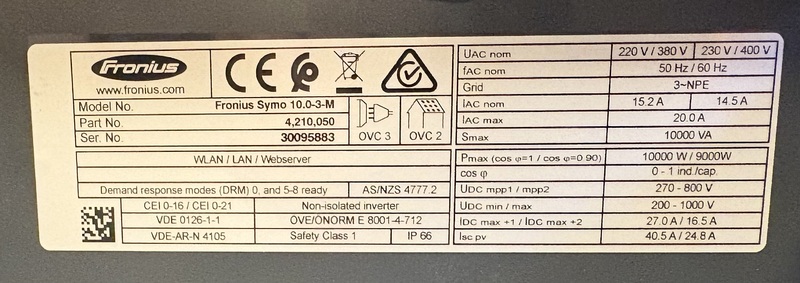 Fronius
www.fronius.com
CE
Model No. Fronius Symo 10.0-3-M
Part No. 4,210,050
Ser. No. 30095883
OVC 3 OVC 2
WLAN / LAN / Webserver
Demand response modes (DRM) 0, and 5-8 ready AS/NZS 4777.2
CEI 0-16 / CEI 0-21 Non-isolated inverter
VDE 0126-1-1 OVE/ÖNORM E 8001-4-712
VDE-AR-N 4105 Safety Class 1 IP 66
UAC nom 220 V / 380 V 230 V / 400 V
fAC nom 50 Hz / 60 Hz
Grid 3~NPE
IAC nom 15.2 A 14.5 A
IAC max 20.0 A
Smax 10000 VA
Pmax (cos φ=1 / cos φ=0.90) 10000 W / 9000W
cos φ 0 - 1 ind./cap.
UDC mpp1 / mpp2 270 - 800 V
UDC min / max 200 - 1000 V
IDC max +1 / IDC max +2 27.0 A / 16.5 A
Isc pv 40.5 A / 24.8 A